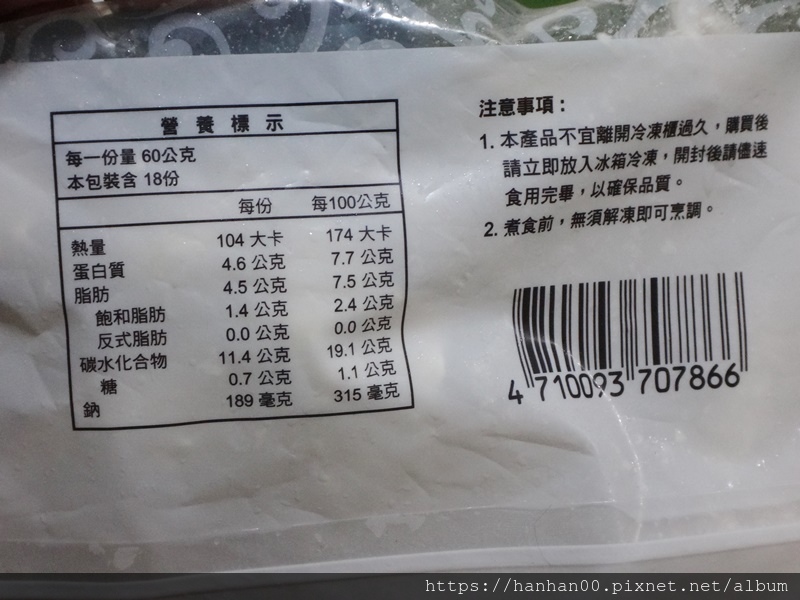 營養標示
每一份量 60公克
本包裝含 18份
每份 每100公克
熱量 104 大卡 174 大卡
蛋白質 4.6 公克 7.7 公克
脂肪 4.5 公克 7.5 公克
飽和脂肪 1.4 公克 2.4 公克
反式脂肪 0.0 公克 0.0 公克
碳水化合物 11.4 公克 19.1 公克
糖 0.7 公克 1.1 公克
鈉 189 毫克 315 毫克
注意事項：
1. 本產品不宜離開冷凍櫃過久，購買後
請立即放入冰箱冷凍，開封後請儘速
食用完畢，以確保品質。
2. 煮食前，無須解凍即可烹調。
4 710093 707866
https://hanhan00.pixnet.net/album